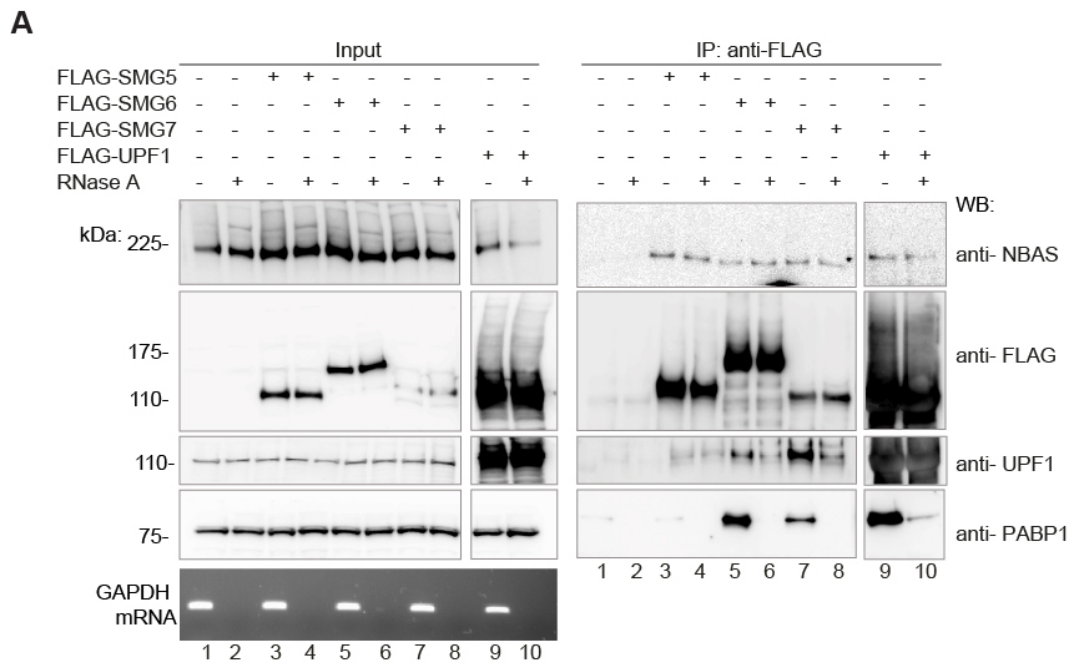 A
Input IP: anti-FLAG
FLAG-SMG5 - - + + - - - - - - - - + + - - - - - -
FLAG-SMG6 - - - - + + - - - - - - - - + + - - - -
FLAG-SMG7 - - - - - - + + - - - - - - - - + + - -
FLAG-UPF1 - - - - - - - - + + - - - - - - - - + +
RNase A - + - + - + - + - + - + - + - + - + - +
WB:
kDa: 225- anti- NBAS
175-
anti- FLAG
110-
110- anti- UPF1
75- anti- PABP1
1 2 3 4 5 6 7 8 9 10
GAPDH
mRNA
1 2 3 4 5 6 7 8 9 10